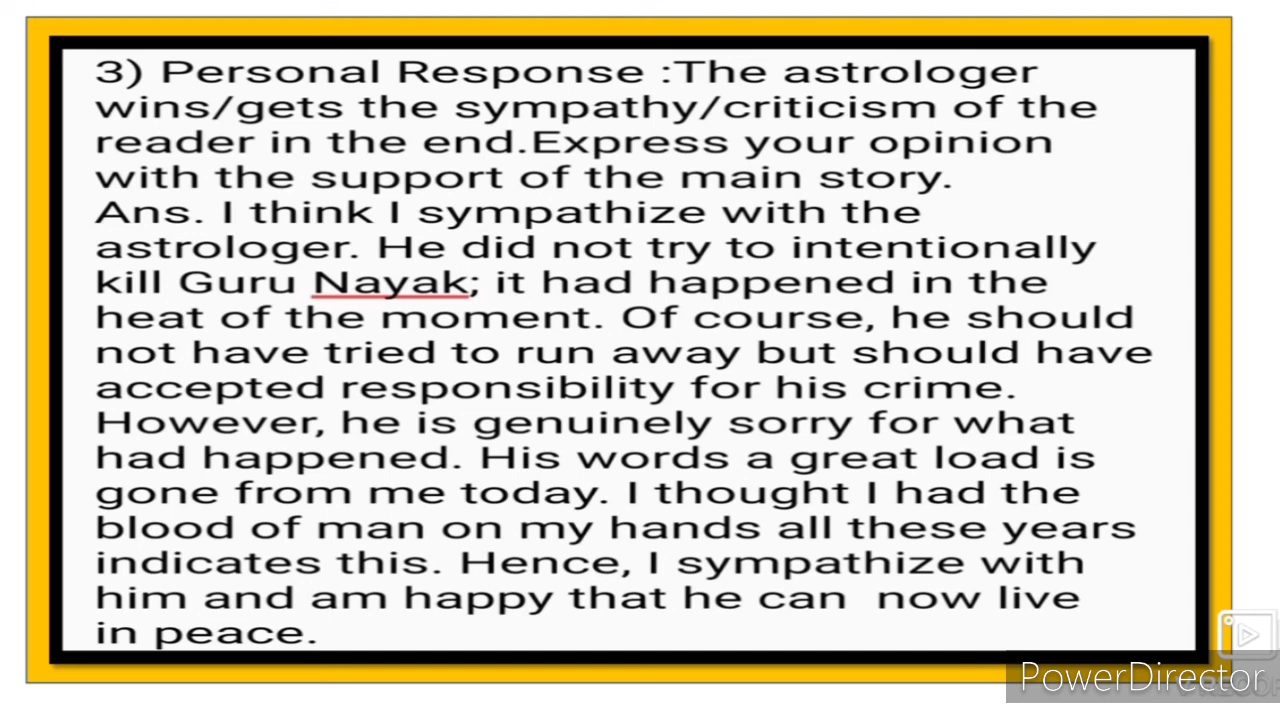 3) Personal Response :The astrologer
wins/gets the sympathy/criticism of the
reader in the end.Express your opinion
with the support of the main story.
Ans. I think I sympathize with the
astrologer. He did not try to intentionally
kill Guru Nayak; it had happened in the
heat of the moment. Of course, he should
not have tried to run away but should have
accepted responsibility for his crime.
However, he is genuinely sorry for what
had happened. His words a great load is
gone from me today. I thought I had the
blood of man on my hands all these years
indicates this. Hence, I sympathize with
him and am happy that he can  now live
in peace.
PowerDirector